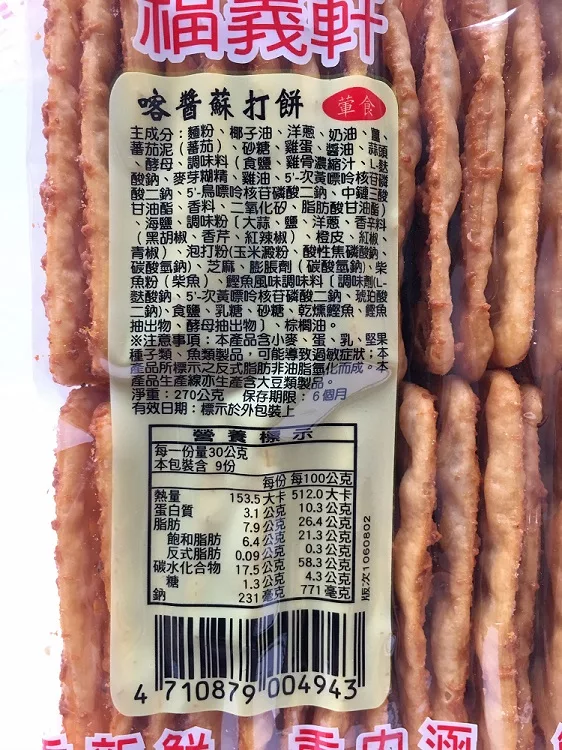 福義軒
喀醬蘇打餅
葷食
主成分：麵粉、椰子油、洋蔥、奶油、薑、
蕃茄泥（蕃茄）、砂糖、雞蛋、醬油、蒜頭
、酵母、調味料（食鹽、雞骨濃縮汁、L-麩
酸鈉、麥芽糊精、雞油、5'-次黃嘌呤核苷磷
酸二鈉、5'-鳥嘌呤核苷磷酸二鈉、中鏈三酸
甘油酯、香料、二氧化矽、脂肪酸甘油酯）
、海鹽、調味粉〔大蒜、鹽、洋蔥、香辛料
（黑胡椒、香芹、紅辣椒）、橙皮、紅椒、
青椒〕、泡打粉(玉米澱粉、酸性焦磷酸鈉、
碳酸氫鈉)、芝麻、膨脹劑（碳酸氫鈉)、柴
魚粉（柴魚）、鰹魚風味調味料〔調味劑(L-
麩酸鈉、5'-次黃嘌呤核苷磷酸二鈉、琥珀酸
二鈉)、食鹽、乳糖、砂糖、乾燥鰹魚、鰹魚
抽出物、酵母抽出物〕、棕櫚油。
※注意事項：本產品含小麥、蛋、乳、堅果
種子類、魚類製品，可能導致過敏症狀；本
產品所標示之反式脂肪非油脂氫化而成。本
產品生產線亦生產含大豆類製品。
淨重：270公克 保存期限：6個月
有效日期：標示於外包裝上
營養標示
每一份量30公克
本包裝含 9份
每份 每100公克
熱量 153.5大卡 512.0大卡
蛋白質 3.1公克 10.3公克
脂肪 7.9公克 26.4公克
飽和脂肪 6.4公克 21.3公克
反式脂肪 0.09公克 0.3公克
碳水化合物 17.5公克 58.3公克
糖 1.3公克 4.3公克
鈉 231毫克 771毫克
版次1060802
4 710879 004943
新鮮 重內涵